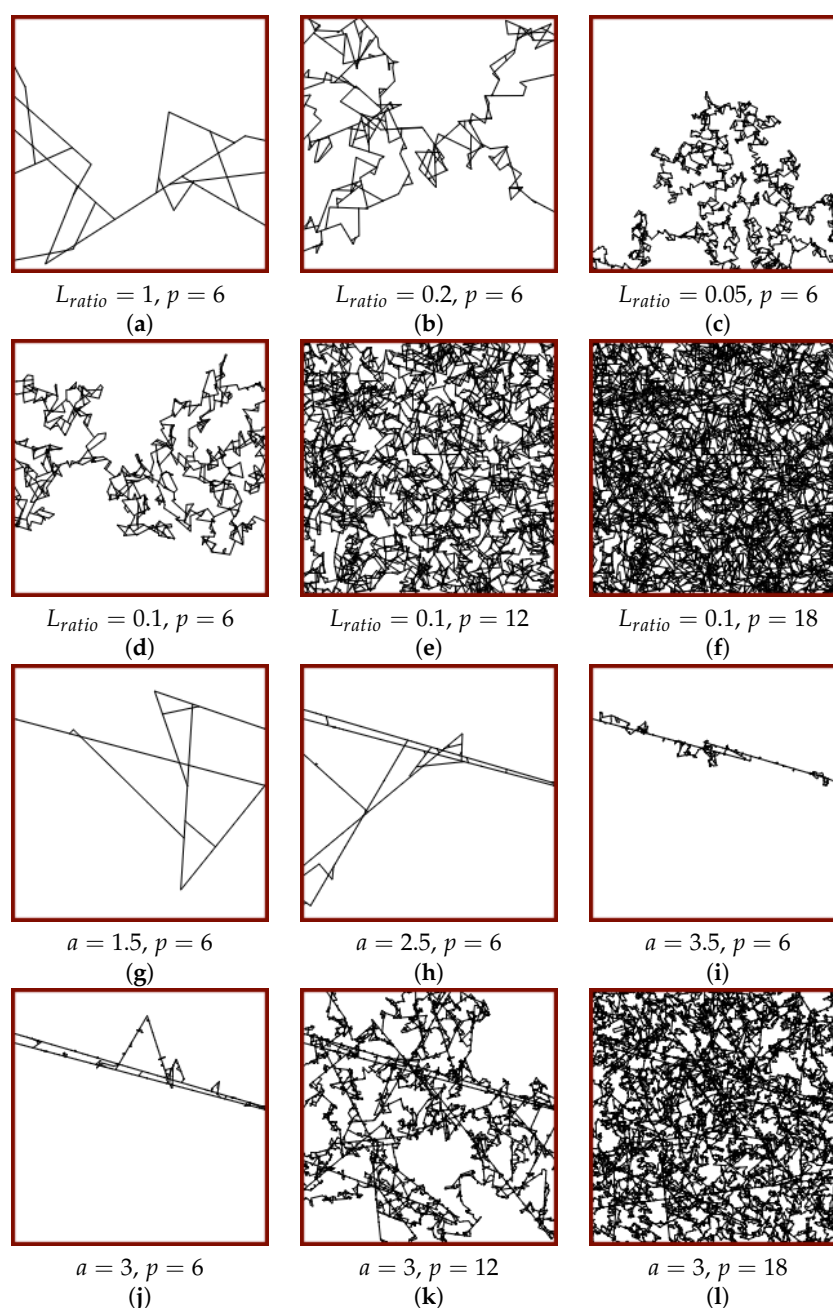 L_ratio = 1, p = 6
L_ratio = 0.2, p = 6
L_ratio = 0.05, p = 6
(a)
(b)
(c)
L_ratio = 0.1, p = 6
L_ratio = 0.1, p = 12
L_ratio = 0.1, p = 18
(d)
(e)
(f)
a = 1.5, p = 6
a = 2.5, p = 6
a = 3.5, p = 6
(g)
(h)
(i)
a = 3, p = 6
a = 3, p = 12
a = 3, p = 18
(j)
(k)
(l)